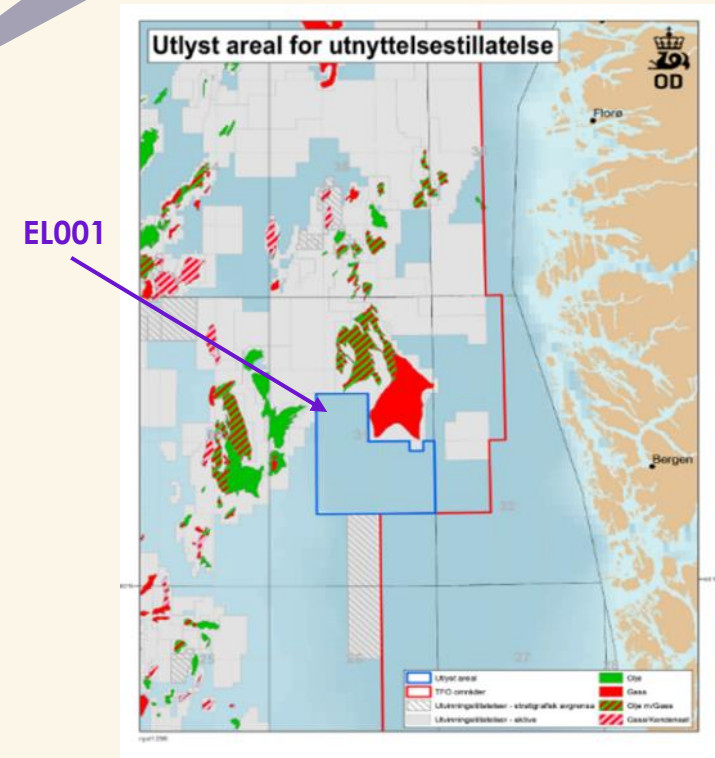 Utlyst areal for utnyttelsestillatelse
OD
Florø
EL001
Bergen
Utlyst areal
TFO områder
Utvinningstillatelser - stratigrafisk avgrensa
Utvinningstillatelser - aktive
Olje
Gass
Olje m/Gass
Gass/Kondensat